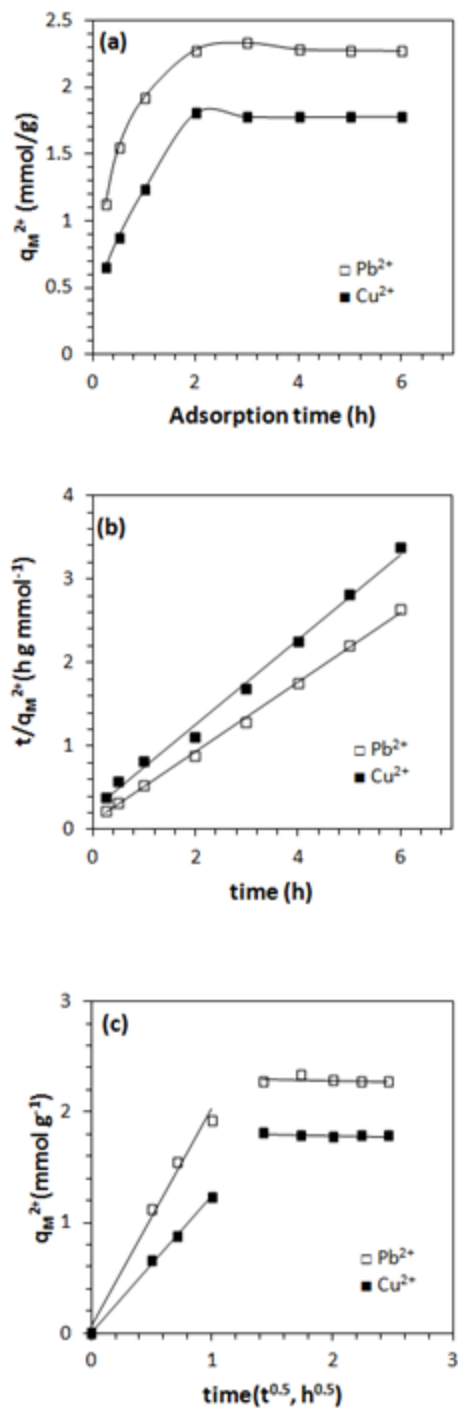 2.5
(a)
2
1.5
1
0.5
0
qM²⁺ (mmol/g)
□ Pb²⁺
■ Cu²⁺
0 2 4 6
Adsorption time (h)
4
(b)
3
2
1
0
t/qM²⁺(h g mmol⁻¹)
□ Pb²⁺
■ Cu²⁺
0 2 4 6
time (h)
3
(c)
2
1
0
qM²⁺(mmol g⁻¹)
□ Pb²⁺
■ Cu²⁺
0 1 2 3
time(t⁰·⁵, h⁰·⁵)